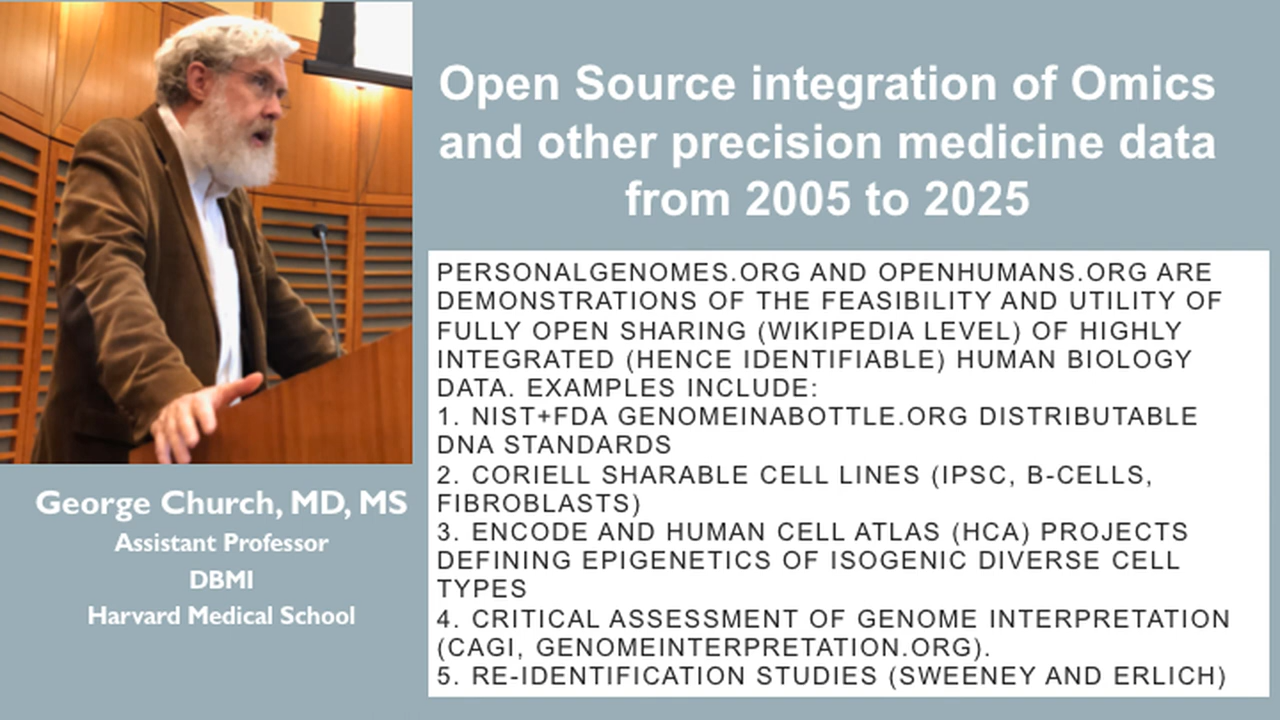 Open Source integration of Omics
and other precision medicine data
from 2005 to 2025
PERSONALGENOMES.ORG AND OPENHUMANS.ORG ARE
DEMONSTRATIONS OF THE FEASIBILITY AND UTILITY OF
FULLY OPEN SHARING (WIKIPEDIA LEVEL) OF HIGHLY
INTEGRATED (HENCE IDENTIFIABLE) HUMAN BIOLOGY
DATA. EXAMPLES INCLUDE:
1. NIST+FDA GENOMEINABOTTLE.ORG DISTRIBUTABLE
DNA STANDARDS
2. CORIELL SHARABLE CELL LINES (IPSC, B-CELLS,
FIBROBLASTS)
3. ENCODE AND HUMAN CELL ATLAS (HCA) PROJECTS
DEFINING EPIGENETICS OF ISOGENIC DIVERSE CELL
TYPES
4. CRITICAL ASSESSMENT OF GENOME INTERPRETATION
(CAGI, GENOMEINTERPRETATION.ORG).
5. RE-IDENTIFICATION STUDIES (SWEENEY AND ERLICH)
George Church, MD, MS
Assistant Professor
DBMI
Harvard Medical School